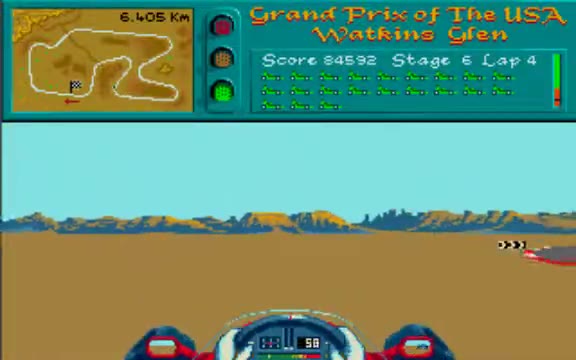 6.405 Km
Grand Prix of The USA
Watkins Glen
Score 84592 Stage 6 Lap 4
58